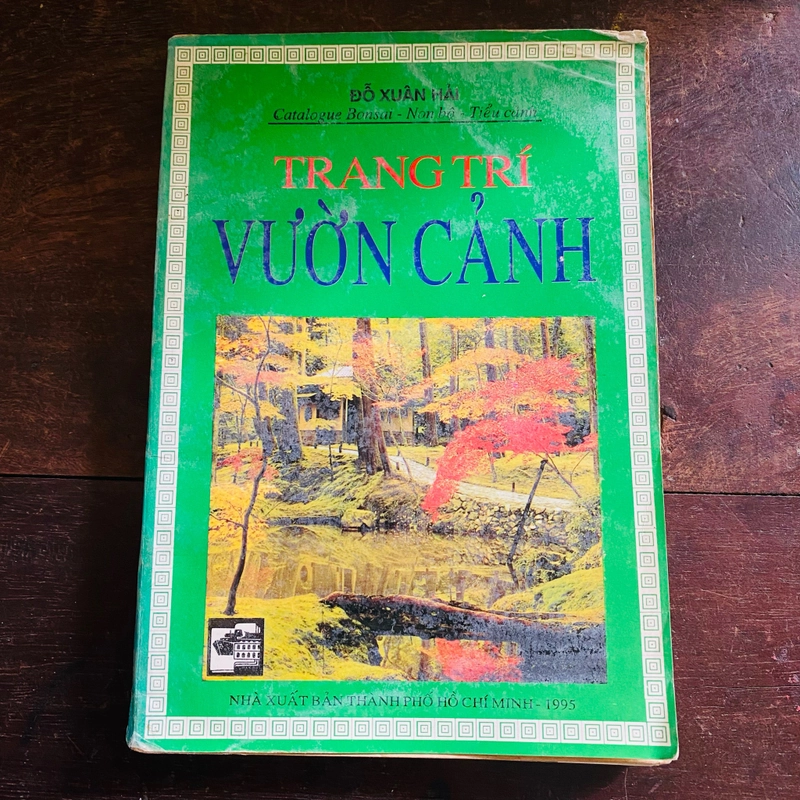 ĐỖ XUÂN HẢI
Catalogue Bonsai - Non bộ - Tiểu cảnh
TRANG TRÍ
VƯỜN CẢNH
NHÀ XUẤT BẢN THÀNH PHỐ HỒ CHÍ MINH - 1995